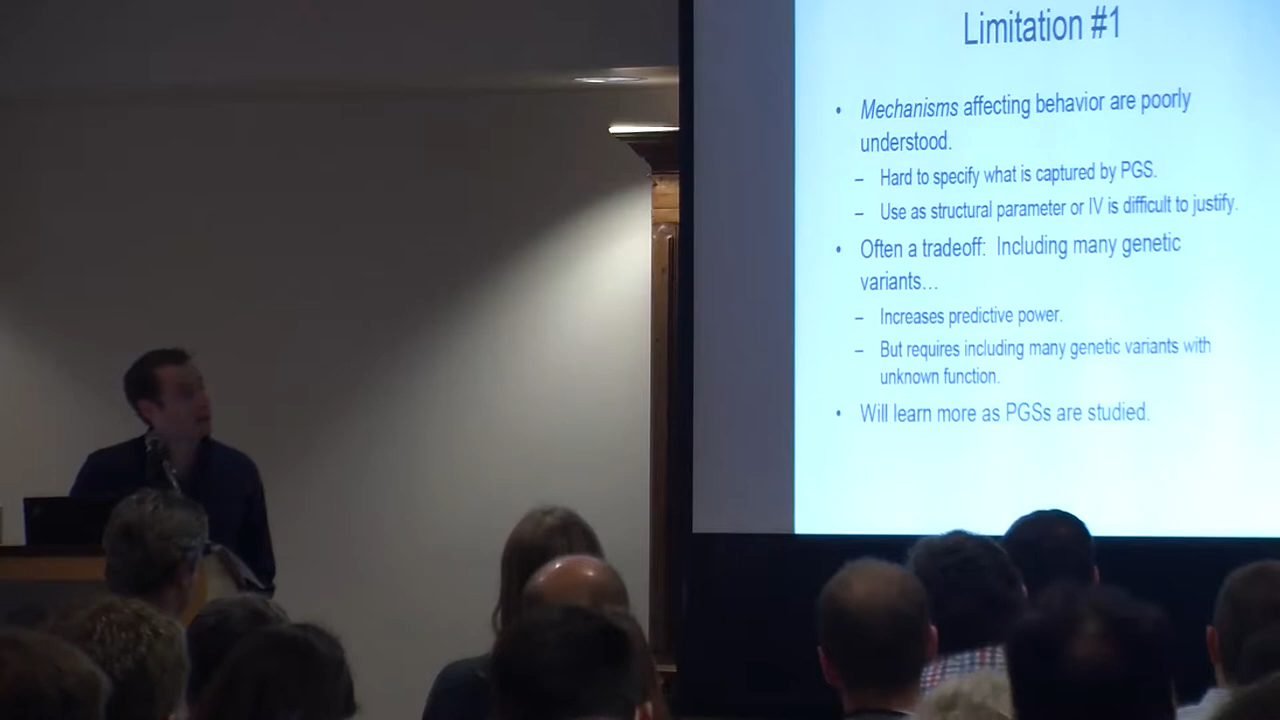 Limitation #1
• Mechanisms affecting behavior are poorly
understood.
– Hard to specify what is captured by PGS.
– Use as structural parameter or IV is difficult to justify.
• Often a tradeoff: Including many genetic
variants…
– Increases predictive power.
– But requires including many genetic variants with
unknown function.
• Will learn more as PGSs are studied.